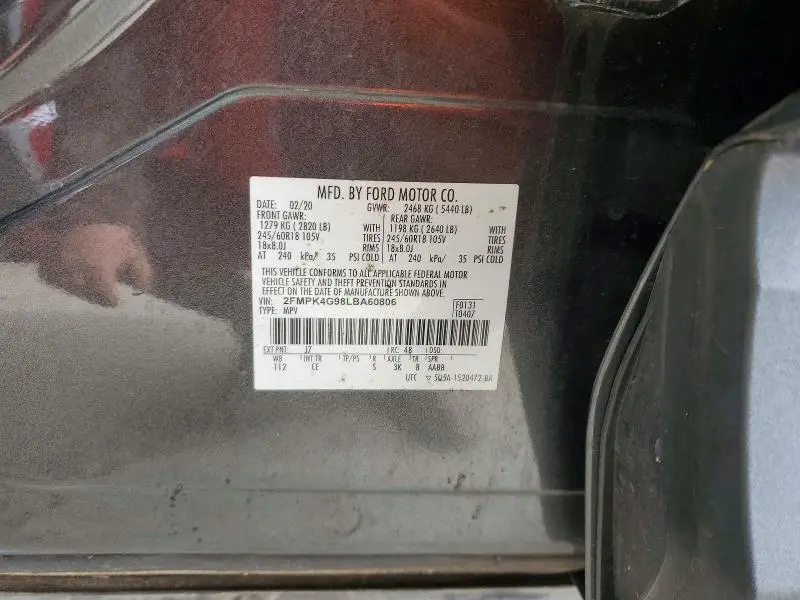 MFD. BY FORD MOTOR CO.
DATE: 02/20 GVWR: 2468 KG ( 5440 LB)
FRONT GAWR: REAR GAWR:
1279 KG ( 2820 LB) WITH 1198 KG ( 2640 LB) WITH
245/60R18 105V TIRES 245/60R18 105V TIRES
18x8.0J RIMS 18x8.0J RIMS
AT 240 kPa/ 35 PSI COLD AT 240 kPa/ 35 PSI COLD
THIS VEHICLE CONFORMS TO ALL APPLICABLE FEDERAL MOTOR
VEHICLE SAFETY AND THEFT PREVENTION STANDARDS IN
EFFECT ON THE DATE OF MANUFACTURE SHOWN ABOVE.
VIN: 2FMPK4G98LBA60806 F0131
TYPE: MPV T0407
EXT PNT: J7 RC: 48 DSO:
WB INT TR TP/PS R AXLE TR SPR
112 CE S 3K 8 AABB
UTC 5U5A-1520472-BA